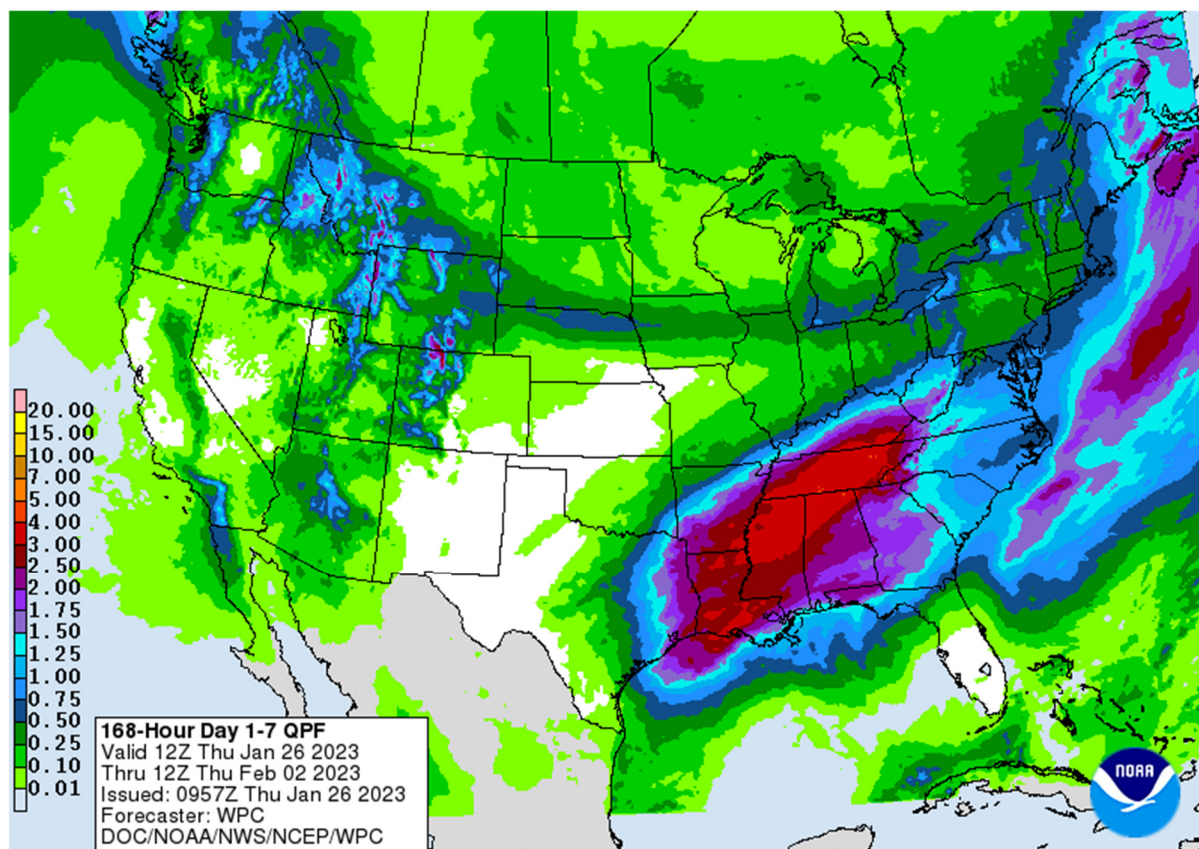 20.00
15.00
10.00
7.00
5.00
4.00
3.00
2.50
2.00
1.75
1.50
1.25
1.00
0.75
0.50
0.25
0.10
0.01
168-Hour Day 1-7 QPF
Valid 12Z Thu Jan 26 2023
Thru 12Z Thu Feb 02 2023
Issued: 0957Z Thu Jan 26 2023
Forecaster: WPC
DOC/NOAA/NWS/NCEP/WPC
NOAA